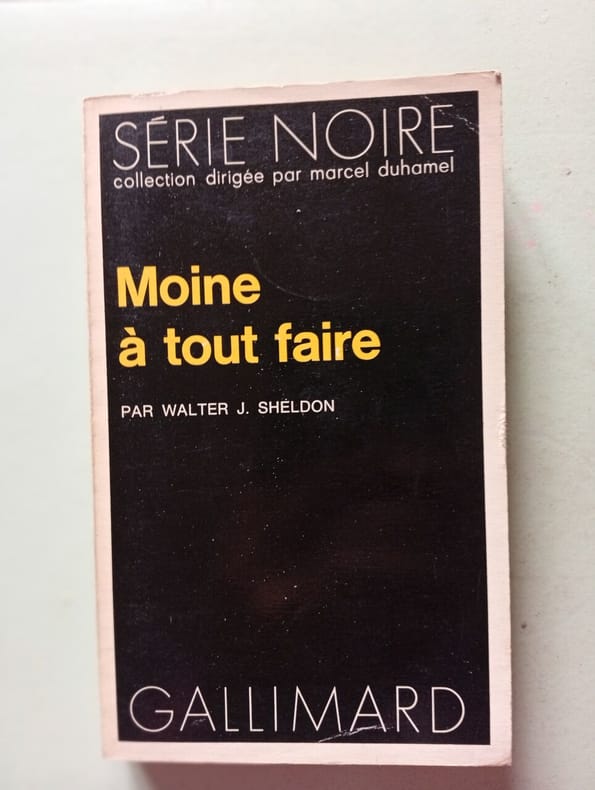 SÉRIE NOIRE
collection dirigée par marcel duhamel
Moine
à tout faire
PAR WALTER J. SHELDON
GALLIMARD